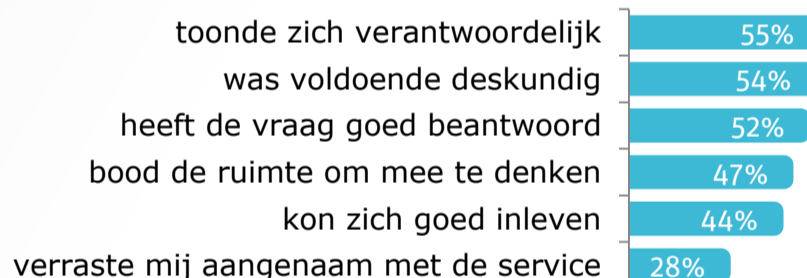 toonde zich verantwoordelijk 55%
was voldoende deskundig 54%
heeft de vraag goed beantwoord 52%
bood de ruimte om mee te denken 47%
kon zich goed inleven 44%
verraste mij aangenaam met de service 28%